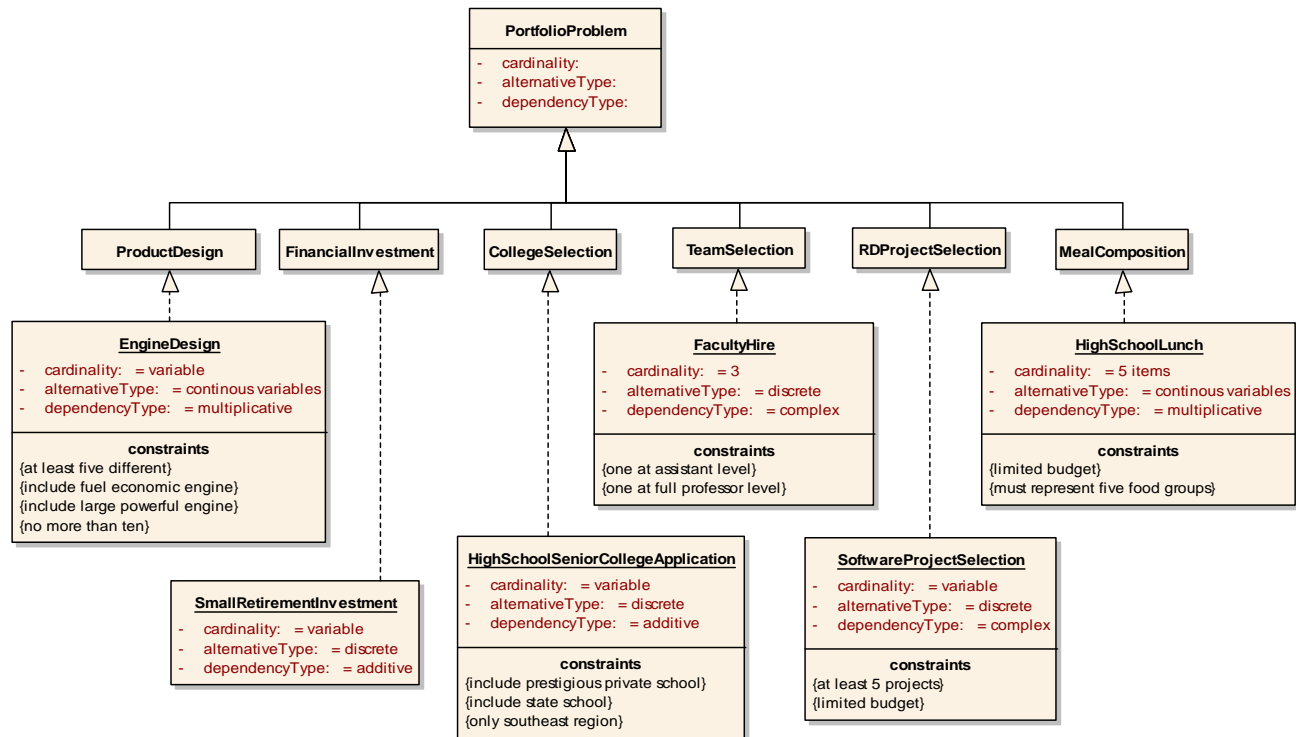 PortfolioProblem
- cardinality:
- alternativeType:
- dependencyType:
ProductDesign
FinancialInvestment
CollegeSelection
TeamSelection
RDProjectSelection
MealComposition
EngineDesign
- cardinality: = variable
- alternativeType: = continous variables
- dependencyType: = multiplicative
constraints
{at least five different}
{include fuel economic engine}
{include large powerful engine}
{no more than ten}
FacultyHire
- cardinality: = 3
- alternativeType: = discrete
- dependencyType: = complex
constraints
{one at assistant level}
{one at full professor level}
HighSchoolLunch
- cardinality: = 5 items
- alternativeType: = continous variables
- dependencyType: = multiplicative
constraints
{limited budget}
{must represent five food groups}
SmallRetirementInvestment
- cardinality: = variable
- alternativeType: = discrete
- dependencyType: = additive
HighSchoolSeniorCollegeApplication
- cardinality: = variable
- alternativeType: = discrete
- dependencyType: = additive
constraints
{include prestigious private school}
{include state school}
{only southeast region}
SoftwareProjectSelection
- cardinality: = variable
- alternativeType: = discrete
- dependencyType: = complex
constraints
{at least 5 projects}
{limited budget}